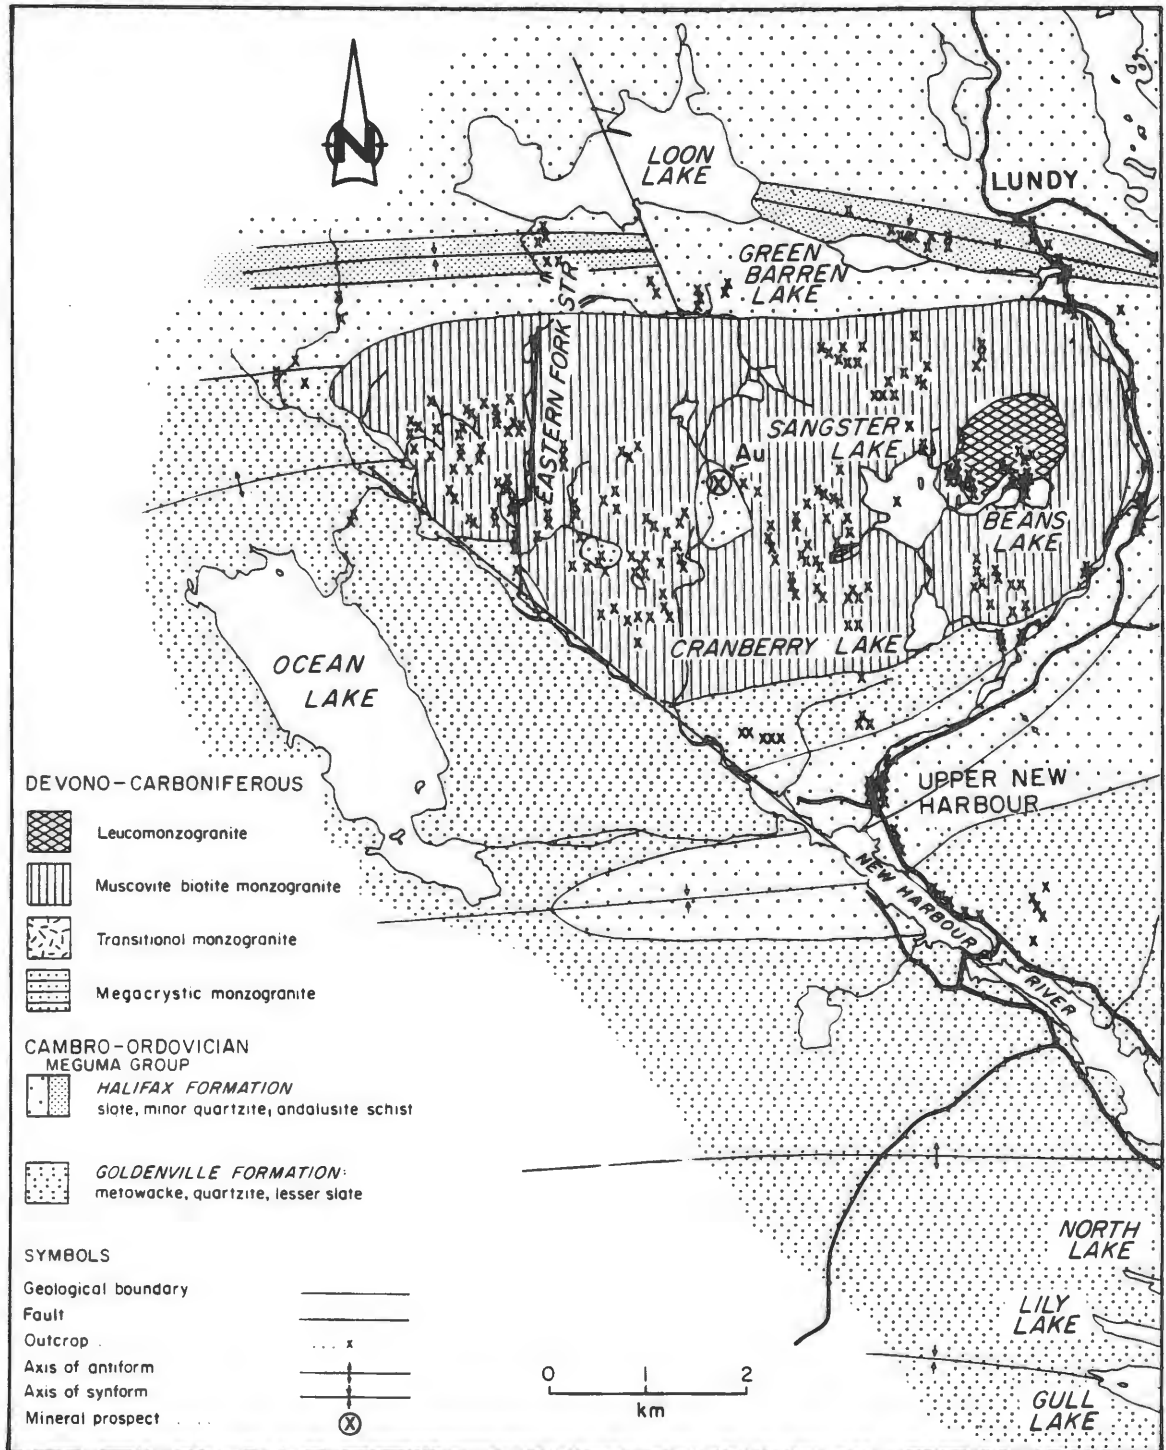 N
LOON
LAKE
LUNDY
GREEN
BARREN
LAKE
EASTERN FORK STR
SANGSTER
LAKE
Au
BEANS
LAKE
CRANBERRY LAKE
OCEAN
LAKE
UPPER NEW
HARBOUR
NEW HARBOUR
RIVER
NORTH
LAKE
LILY
LAKE
GULL
LAKE
DEVONO-CARBONIFEROUS
Leucomonzogranite
Muscovite biotite monzogranite
Transitional monzogranite
Megacrystic monzogranite
CAMBRO-ORDOVICIAN
MEGUMA GROUP
HALIFAX FORMATION
slate, minor quartzite, andalusite schist
GOLDENVILLE FORMATION:
metawacke, quartzite, lesser slate
SYMBOLS
Geological boundary
Fault
Outcrop . .... x
Axis of antiform
Axis of synform
Mineral prospect . ...
0 1 2
km